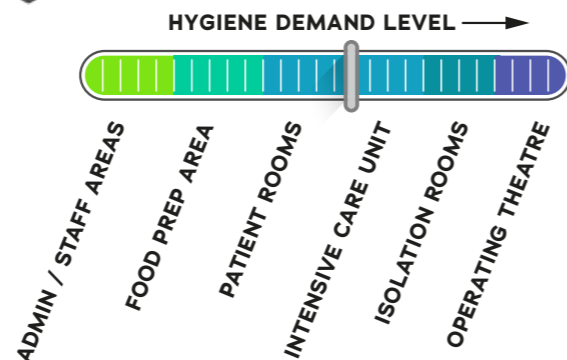 HYGIENE DEMAND LEVEL
ADMIN / STAFF AREAS
FOOD PREP AREA
PATIENT ROOMS
INTENSIVE CARE UNIT
ISOLATION ROOMS
OPERATING THEATRE